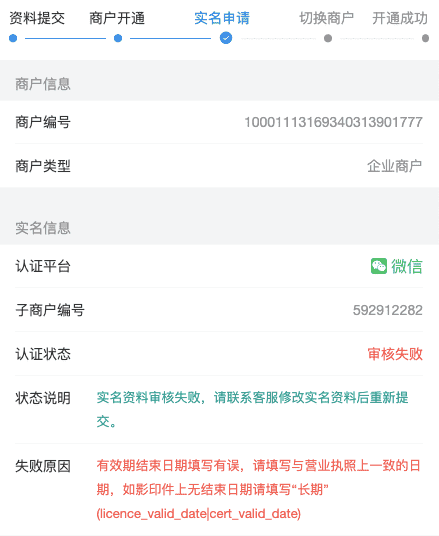 资料提交 商户开通 实名申请 切换商户 开通成功
商户信息
商户编号 10001113169340313901777
商户类型 企业商户
实名信息
认证平台 微信
子商户编号 592912282
认证状态 审核失败
状态说明 实名资料审核失败，请联系客服修改实名资料后重新提
交。
失败原因 有效期结束日期填写有误，请填写与营业执照上一致的日
期，如影印件上无结束日期请填写“长期”
(licence_valid_date|cert_valid_date)